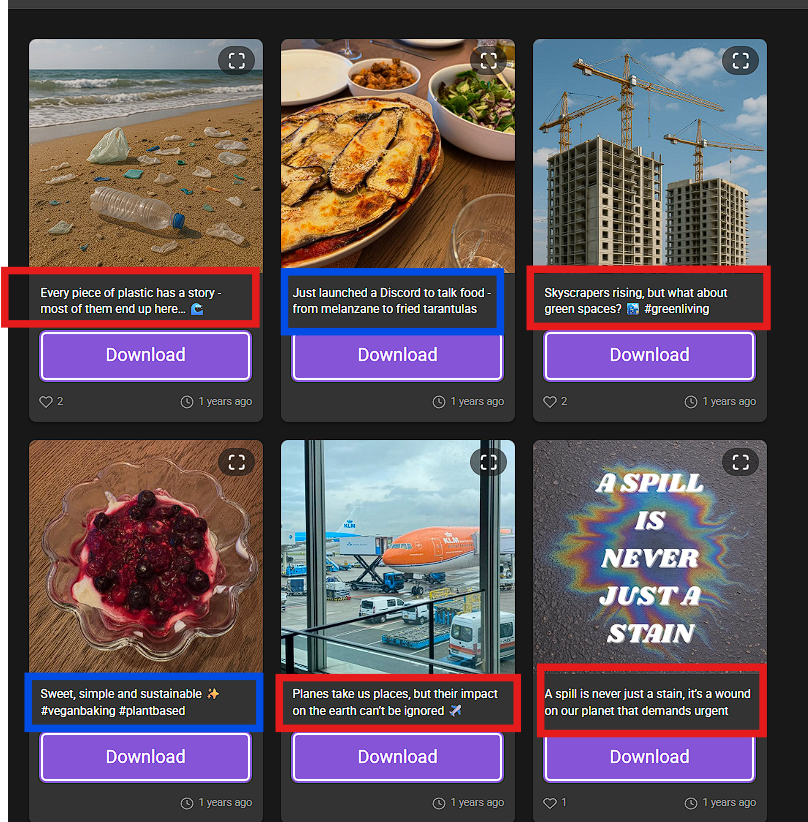 Every piece of plastic has a story -
most of them end up here... 🌊
Download
2
1 years ago
Just launched a Discord to talk food -
from melanzane to fried tarantulas
Download
1 years ago
Skyscrapers rising, but what about
green spaces? 🏙️ #greenliving
Download
2
1 years ago
Sweet, simple and sustainable ✨
#veganbaking #plantbased
Download
1 years ago
KLM
KLM
Planes take us places, but their impact
on the earth can't be ignored ✈️
Download
1 years ago
A SPILL
IS
NEVER
JUST A
STAIN
A spill is never just a stain, it's a wound
on our planet that demands urgent
Download
1
1 years ago